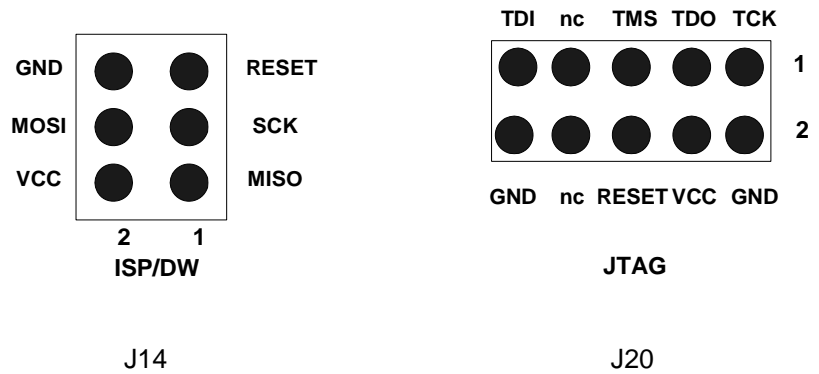 GND RESET
MOSI SCK
VCC MISO
2 1
ISP/DW
J14
TDI nc TMS TDO TCK
1
2
GND nc RESET VCC GND
JTAG
J20